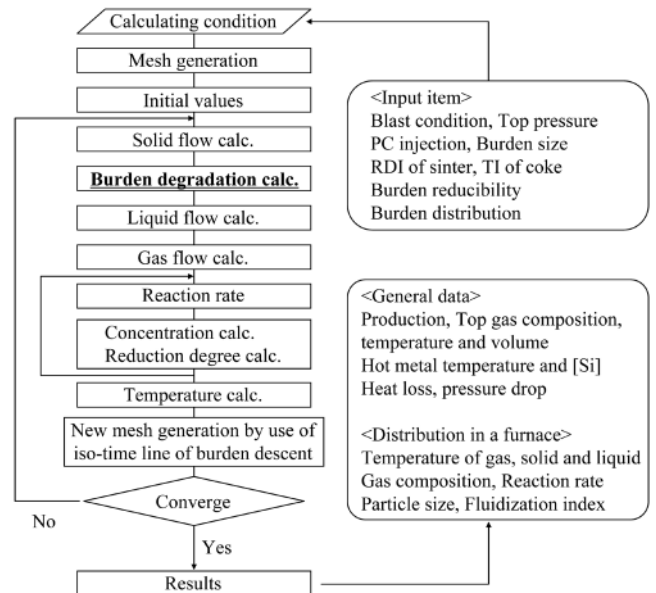 Calculating condition
Mesh generation
Initial values
Solid flow calc.
Burden degradation calc.
Liquid flow calc.
Gas flow calc.
Reaction rate
Concentration calc.
Reduction degree calc.
Temperature calc.
New mesh generation by use of
iso-time line of burden descent
Converge
No
Yes
Results
<Input item>
Blast condition, Top pressure
PC injection, Burden size
RDI of sinter, TI of coke
Burden reducibility
Burden distribution
<General data>
Production, Top gas composition,
temperature and volume
Hot metal temperature and [Si]
Heat loss, pressure drop
<Distribution in a furnace>
Temperature of gas, solid and liquid
Gas composition, Reaction rate
Particle size, Fluidization index